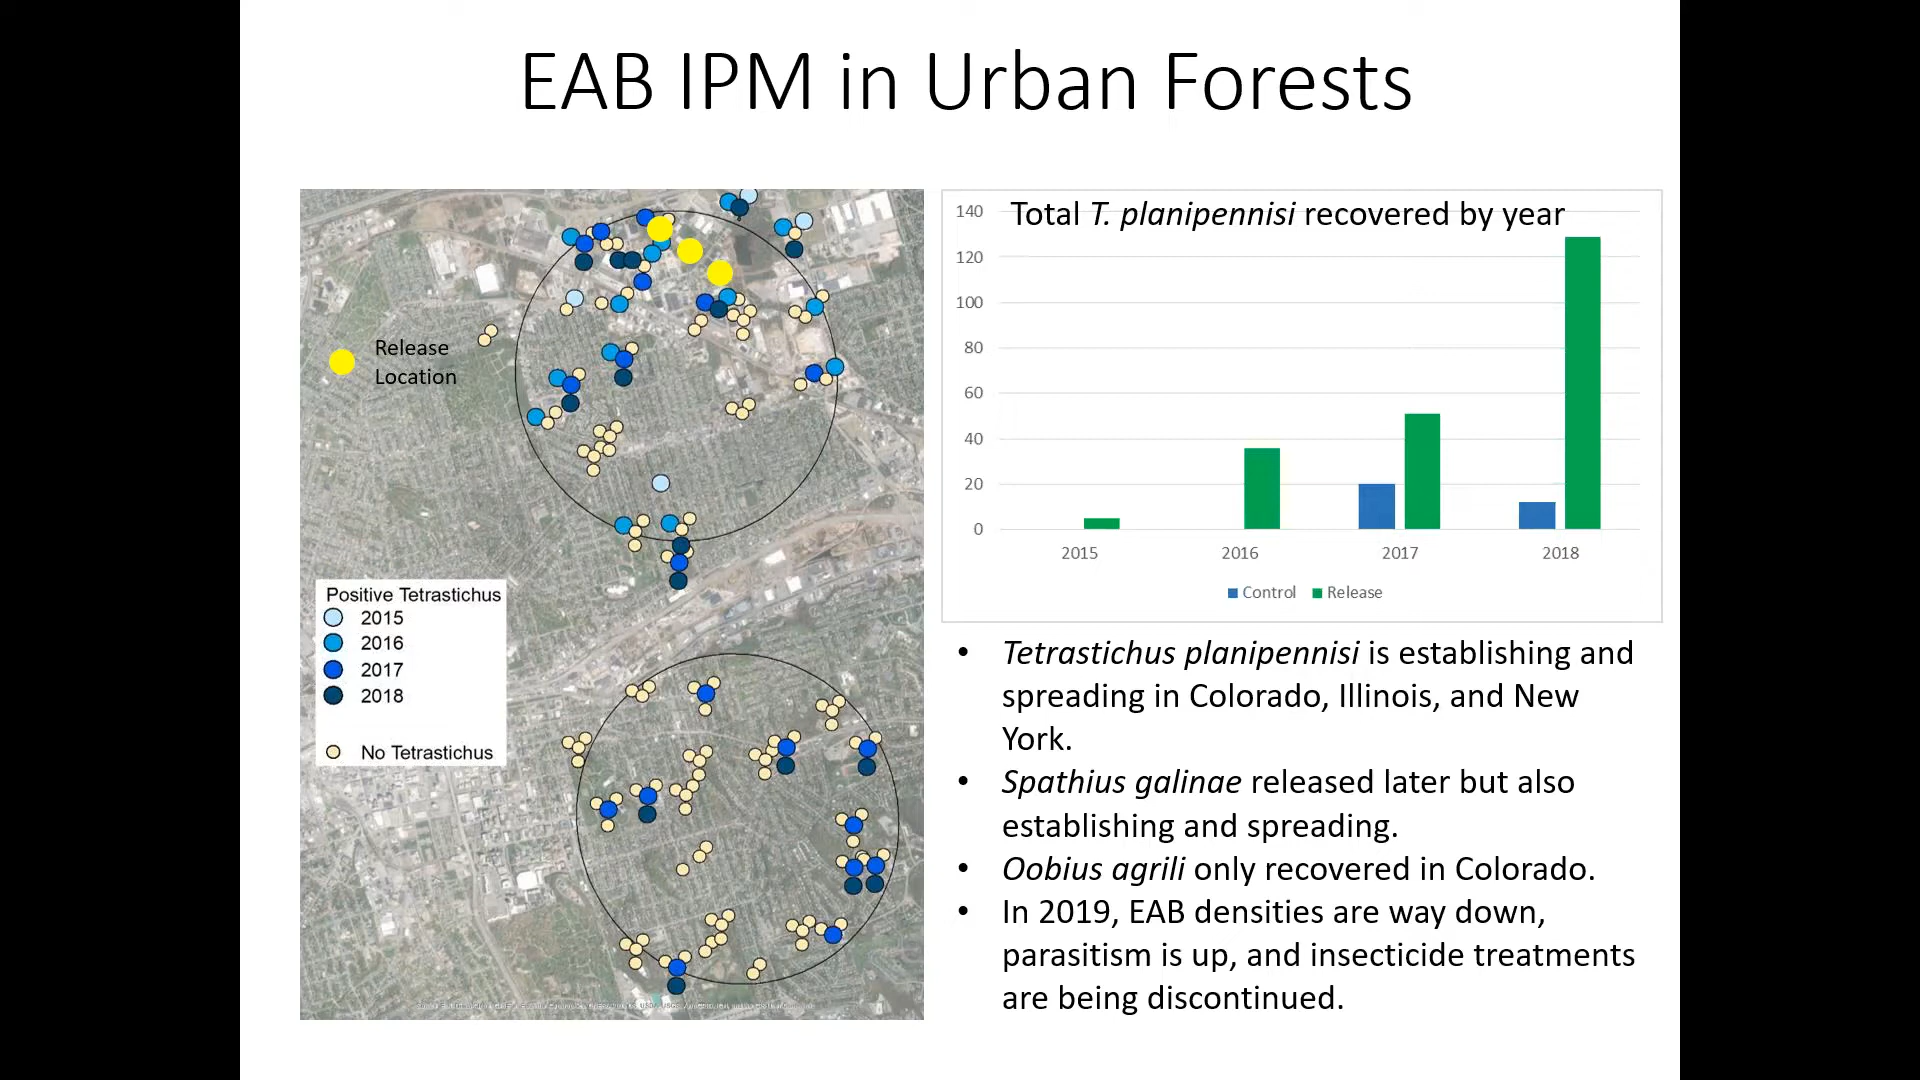 EAB IPM in Urban Forests
Release
Location
Positive Tetrastichus
2015
2016
2017
2018
No Tetrastichus
Total T. planipennisi recovered by year
140
120
100
80
60
40
20
0
2015 2016 2017 2018
Control Release
• Tetrastichus planipennisi is establishing and
spreading in Colorado, Illinois, and New
York.
• Spathius galinae released later but also
establishing and spreading.
• Oobius agrili only recovered in Colorado.
• In 2019, EAB densities are way down,
parasitism is up, and insecticide treatments
are being discontinued.